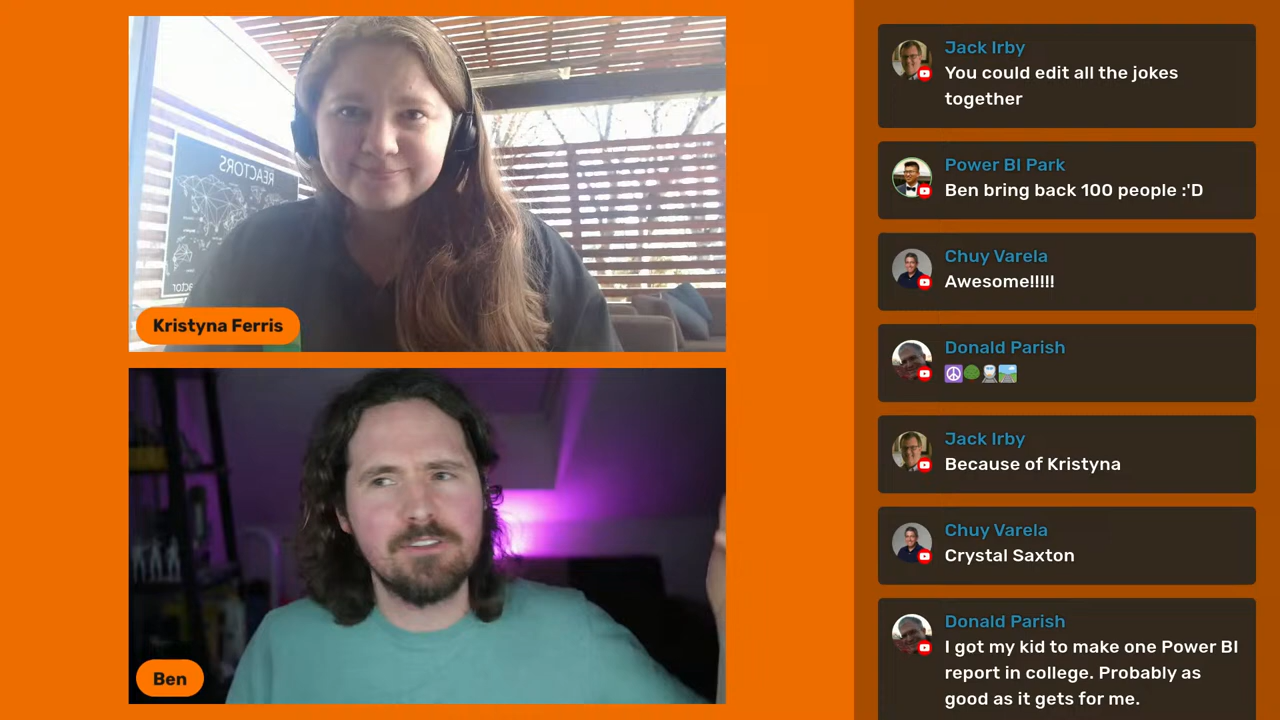 REACTORS
Kristyna Ferris
Ben
Jack Irby
You could edit all the jokes
together
Power BI Park
Ben bring back 100 people :'D
Chuy Varela
Awesome!!!!!
Donald Parish
☮️🌳🚆🛤️
Jack Irby
Because of Kristyna
Chuy Varela
Crystal Saxton
Donald Parish
I got my kid to make one Power BI
report in college. Probably as
good as it gets for me.